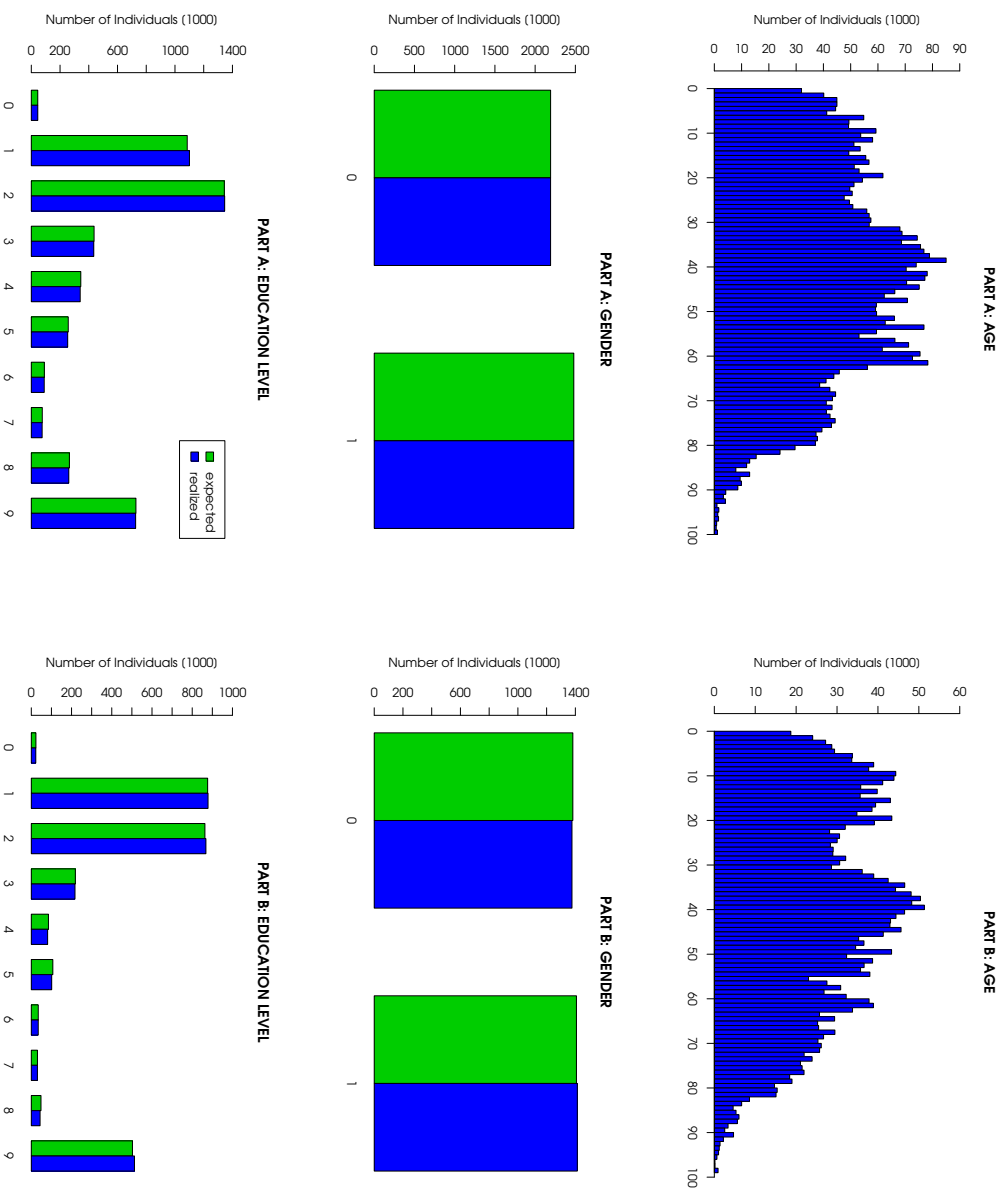 PART A: AGE
Number of Individuals (1000)
0 10 20 30 40 50 60 70 80 90
0 10 20 30 40 50 60 70 80 90 100
PART B: AGE
Number of Individuals (1000)
0 10 20 30 40 50 60
0 10 20 30 40 50 60 70 80 90 100
PART A: GENDER
Number of Individuals (1000)
0 500 1000 1500 2000 2500
0 1
PART B: GENDER
Number of Individuals (1000)
0 200 600 1000 1400
0 1
PART A: EDUCATION LEVEL
Number of Individuals (1000)
0 200 600 1000 1400
0 1 2 3 4 5 6 7 8 9
expected
realized
PART B: EDUCATION LEVEL
Number of Individuals (1000)
0 200 400 600 800 1000
0 1 2 3 4 5 6 7 8 9